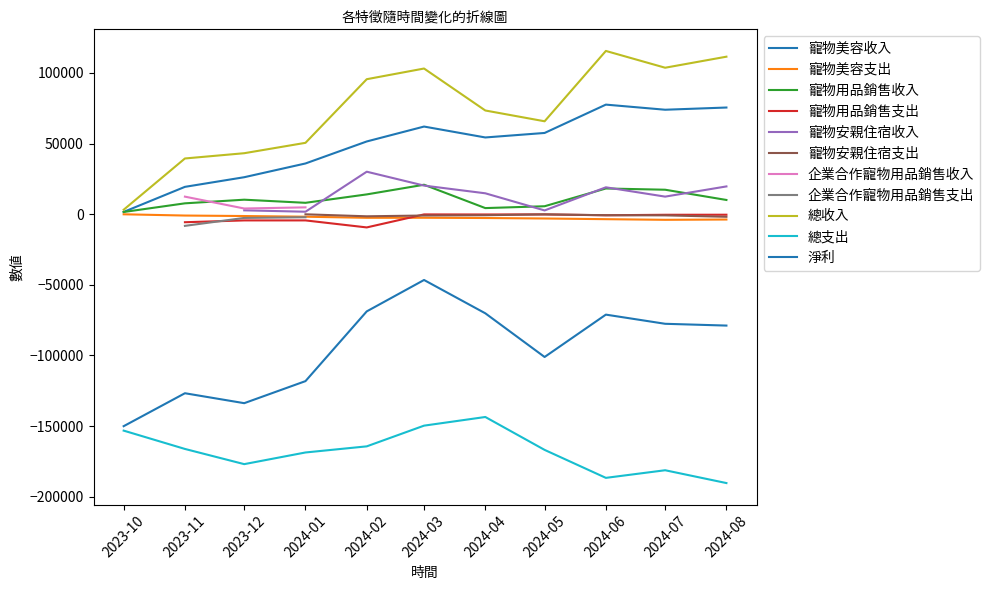 各特徵隨時間變化的折線圖
100000
50000
0
−50000
−100000
−150000
−200000
數值
2023-10
2023-11
2023-12
2024-01
2024-02
2024-03
2024-04
2024-05
2024-06
2024-07
2024-08
時間
寵物美容收入
寵物美容支出
寵物用品銷售收入
寵物用品銷售支出
寵物安親住宿收入
寵物安親住宿支出
企業合作寵物用品銷售收入
企業合作寵物用品銷售支出
總收入
總支出
淨利